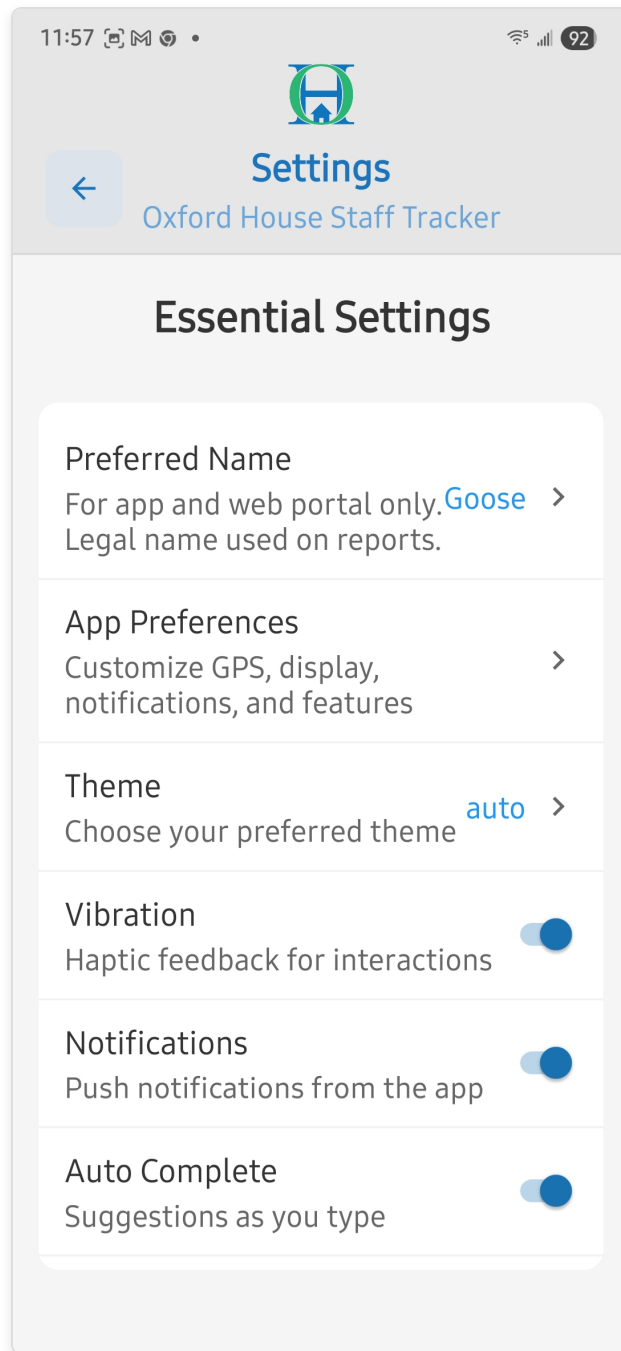 11:57
92
Settings
Oxford House Staff Tracker
Essential Settings
Preferred Name
For app and web portal only.
Legal name used on reports.
Goose
App Preferences
Customize GPS, display,
notifications, and features
Theme
Choose your preferred theme
auto
Vibration
Haptic feedback for interactions
Notifications
Push notifications from the app
Auto Complete
Suggestions as you type